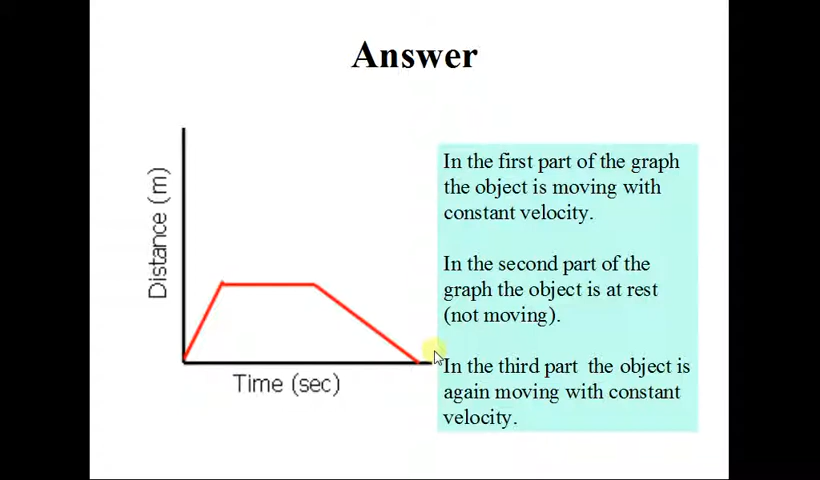 Answer
Distance (m)
Time (sec)
In the first part of the graph
the object is moving with
constant velocity.
In the second part of the
graph the object is at rest
(not moving).
In the third part  the object is
again moving with constant
velocity.